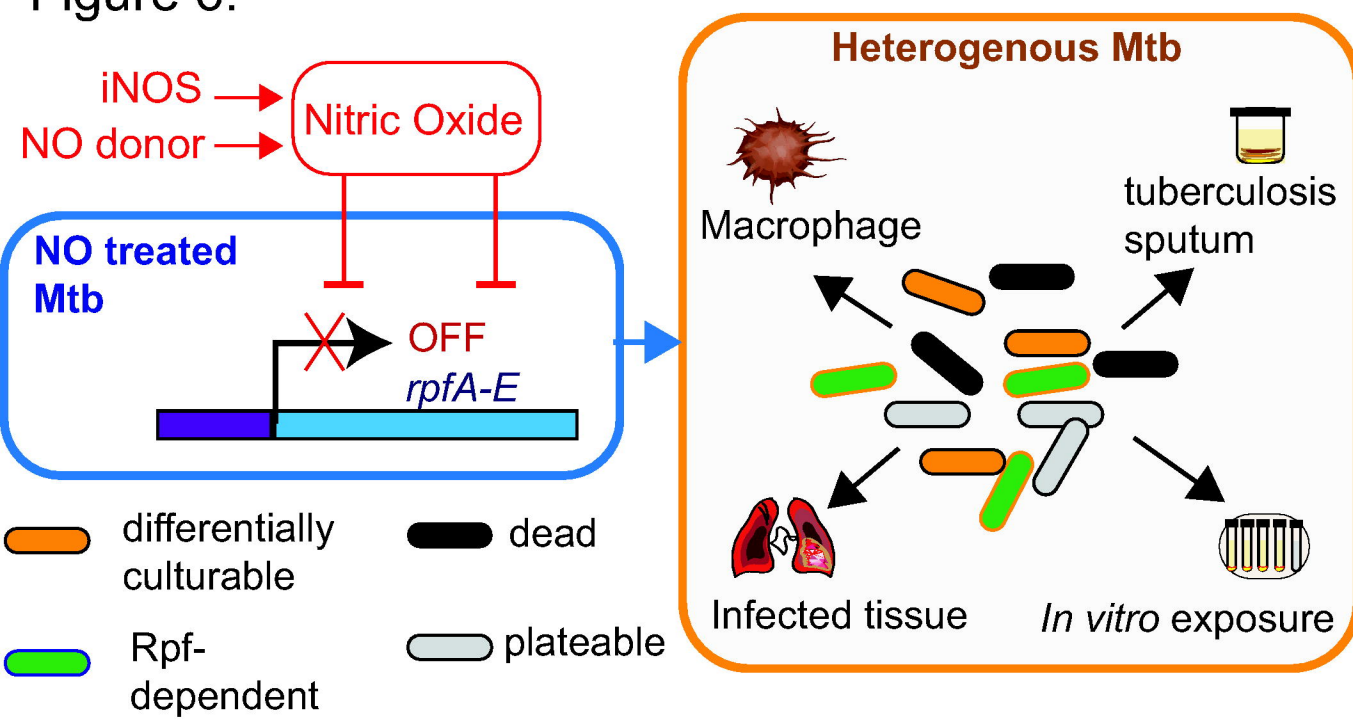 Figure 6.
iNOS
NO donor
Nitric Oxide
NO treated
Mtb
OFF
rpfA-E
differentially
culturable
dead
Rpf-
dependent
plateable
Heterogenous Mtb
Macrophage
tuberculosis
sputum
Infected tissue
In vitro exposure